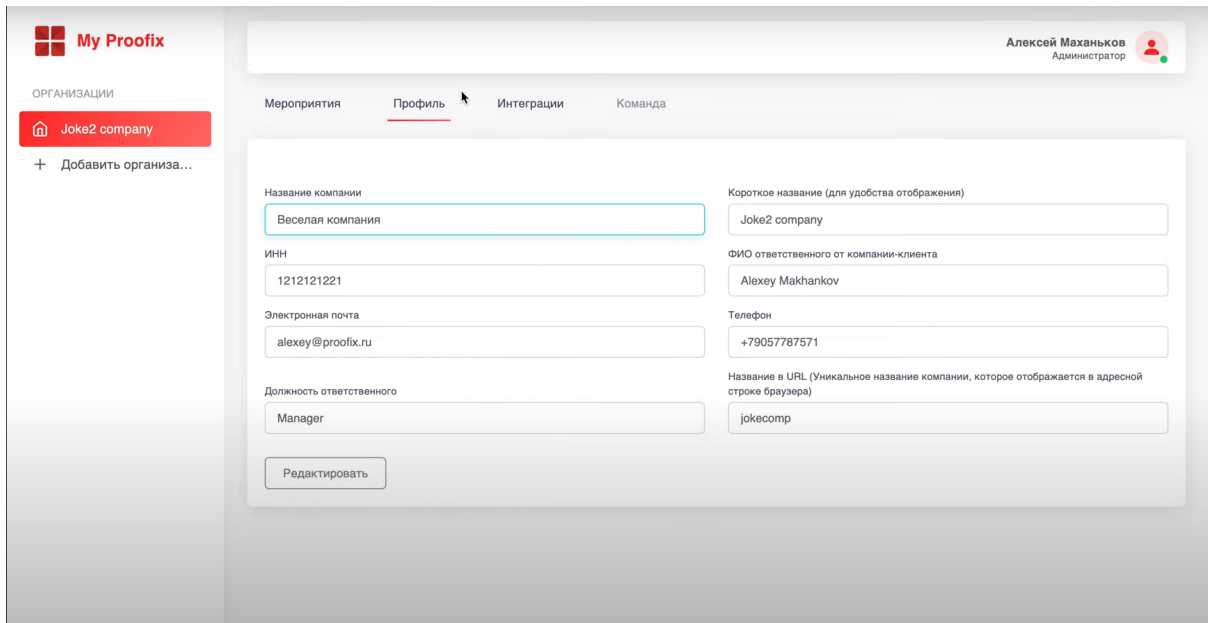 My Proofix
Алексей Маханьков
Администратор
ОРГАНИЗАЦИИ
Joke2 company
Добавить организа...
Мероприятия
Профиль
Интеграции
Команда
Название компании
Веселая компания
Короткое название (для удобства отображения)
Joke2 company
ИНН
1212121221
ФИО ответственного от компании-клиента
Alexey Makhankov
Электронная почта
alexey@proofix.ru
Телефон
+79057787571
Должность ответственного
Manager
Название в URL (Уникальное название компании, которое отображается в адресной
строке браузера)
jokecomp
Редактировать